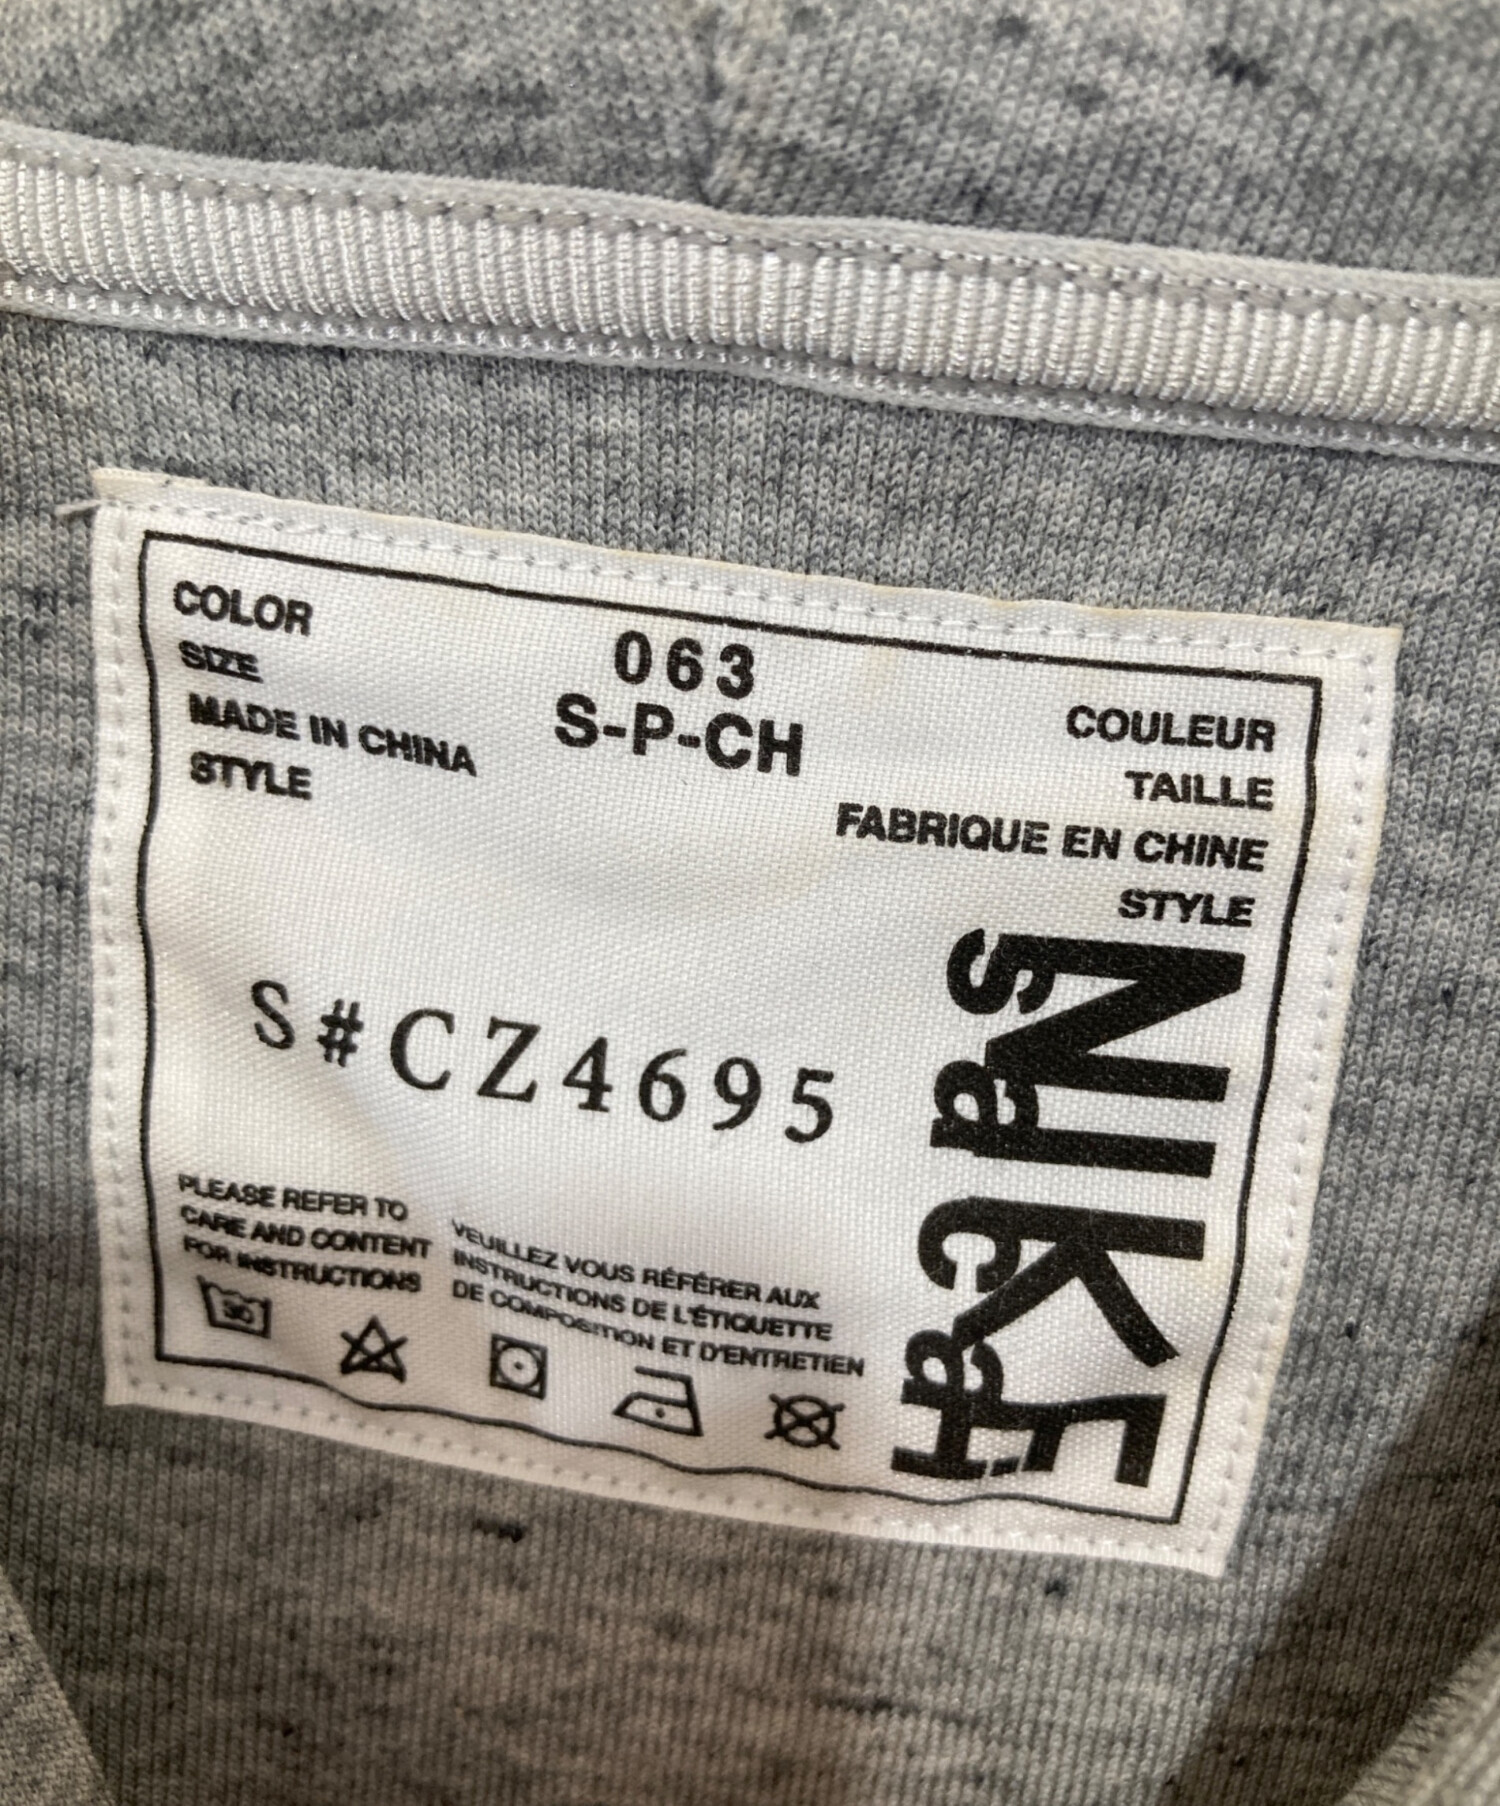 COLOR
063
COULEUR
SIZE
S-P-CH
TAILLE
MADE IN CHINA
FABRIQUE EN CHINE
STYLE
STYLE
S#CZ4695
NIKE
sacai
PLEASE REFER TO
CARE AND CONTENT
FOR INSTRUCTIONS
VEUILLEZ VOUS RÉFÉRER AUX
INSTRUCTIONS DE L'ÉTIQUETTE
DE COMPOSITION ET D'ENTRETIEN
30